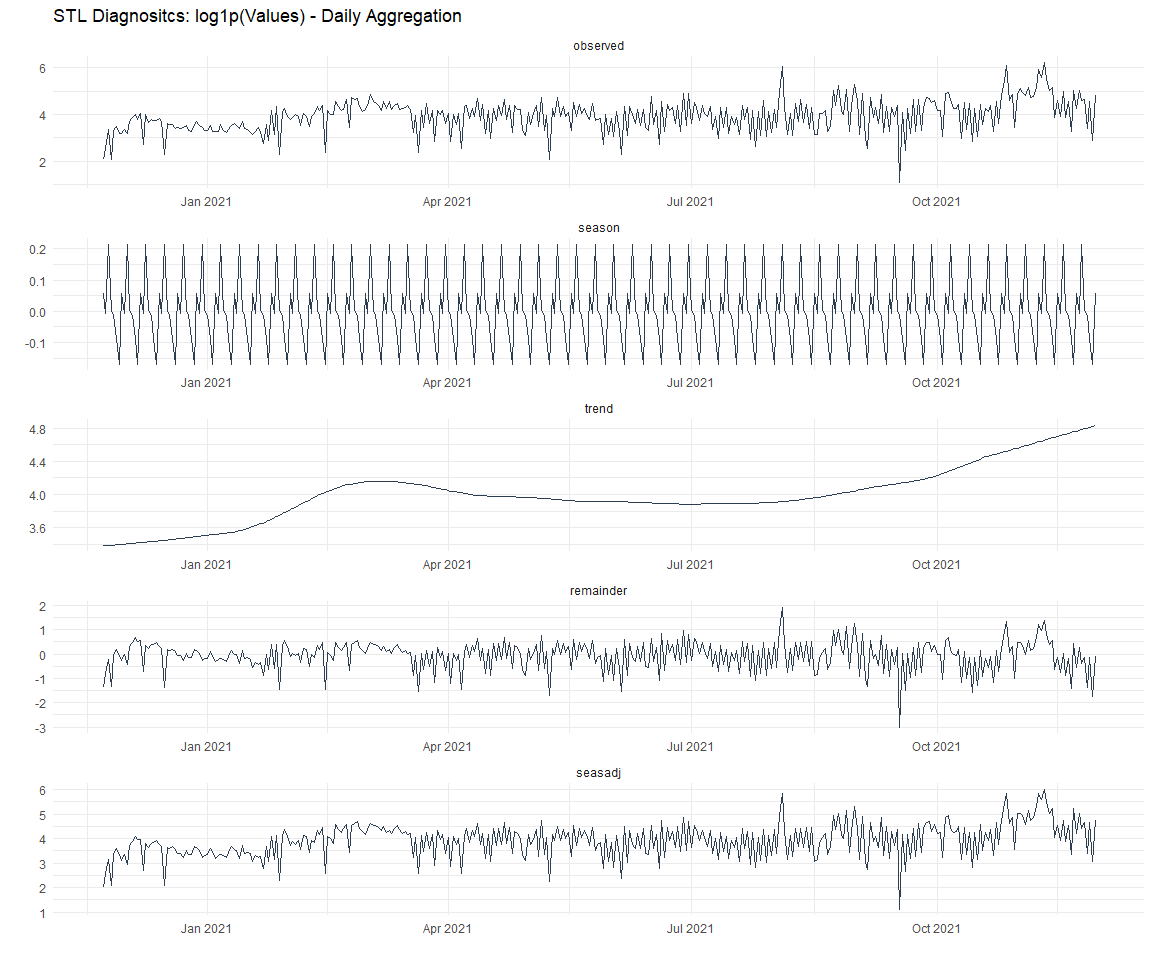 STL Diagnositcs: log1p(Values) - Daily Aggregation
observed
6
4
2
Jan 2021 Apr 2021 Jul 2021 Oct 2021
season
0.2
0.1
0.0
-0.1
Jan 2021 Apr 2021 Jul 2021 Oct 2021
trend
4.8
4.4
4.0
3.6
Jan 2021 Apr 2021 Jul 2021 Oct 2021
remainder
2
1
0
-1
-2
-3
Jan 2021 Apr 2021 Jul 2021 Oct 2021
seasadj
6
5
4
3
2
1
Jan 2021 Apr 2021 Jul 2021 Oct 2021